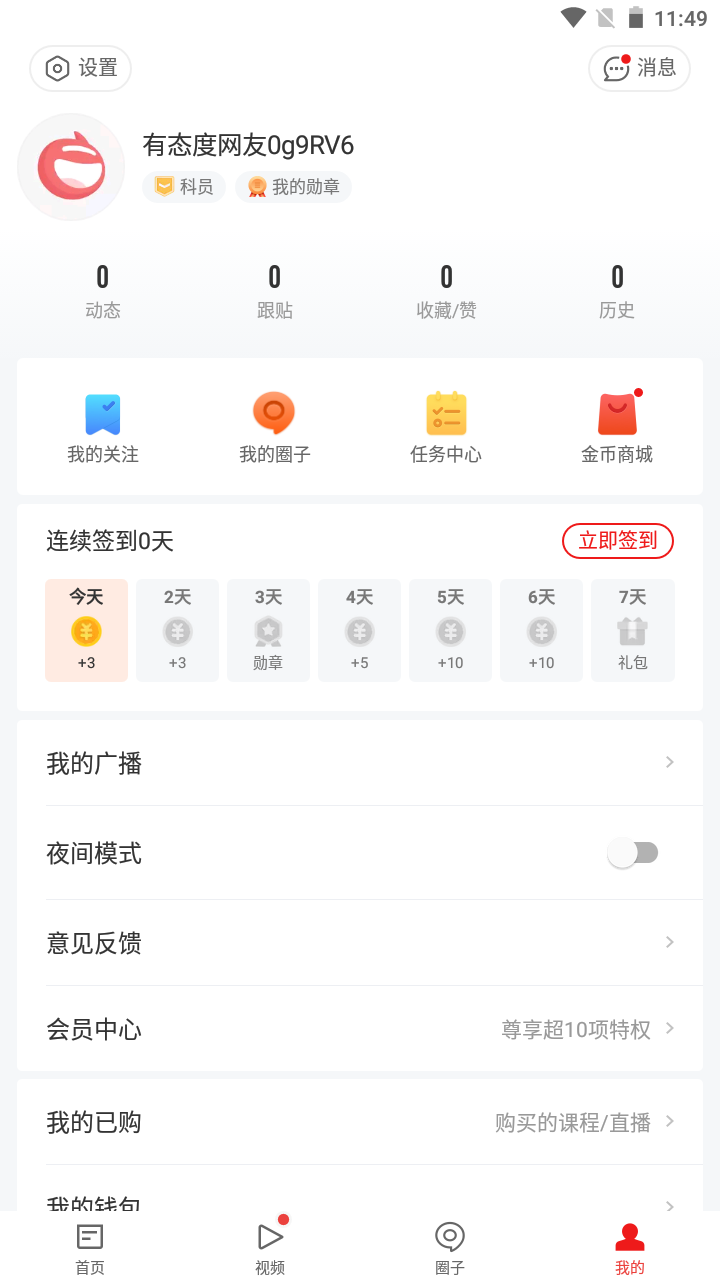 11:49
设置
消息
有态度网友0g9RV6
科员
我的勋章
0 0 0 0
动态 跟贴 收藏/赞 历史
我的关注 我的圈子 任务中心 金币商城
连续签到0天
立即签到
今天 2天 3天 4天 5天 6天 7天
+3 +3 勋章 +5 +10 +10 礼包
我的广播
夜间模式
意见反馈
会员中心 尊享超10项特权
我的已购 购买的课程/直播
我的钱包
首页 视频 圈子 我的